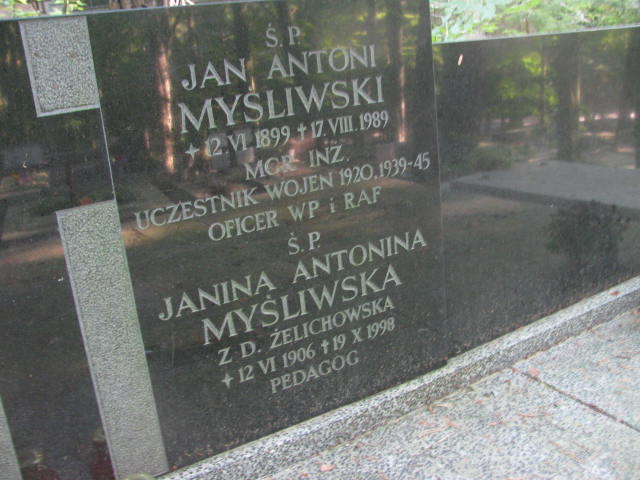 Ś.P.
JAN ANTONI
MYŚLIWSKI
✦ 12.VI.1899 ✝ 17.VIII.1989
MGR INŻ.
UCZESTNIK WOJEN 1920,1939-45
OFICER WP i RAF
Ś.P.
JANINA ANTONINA
MYŚLIWSKA
Z D. ŻELICHOWSKA
✦ 12 VI 1906 ✝ 19 X 1998
PEDAGOG